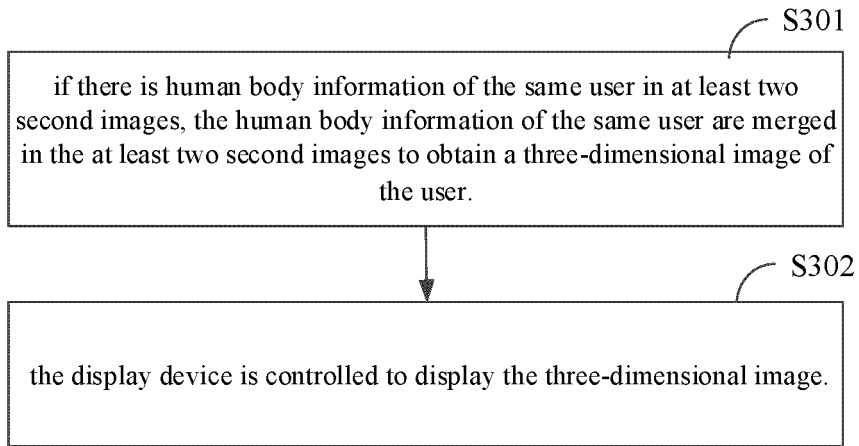 S301
if there is human body information of the same user in at least two
second images, the human body information of the same user are merged
in the at least two second images to obtain a three-dimensional image of
the user.
S302
the display device is controlled to display the three-dimensional image.